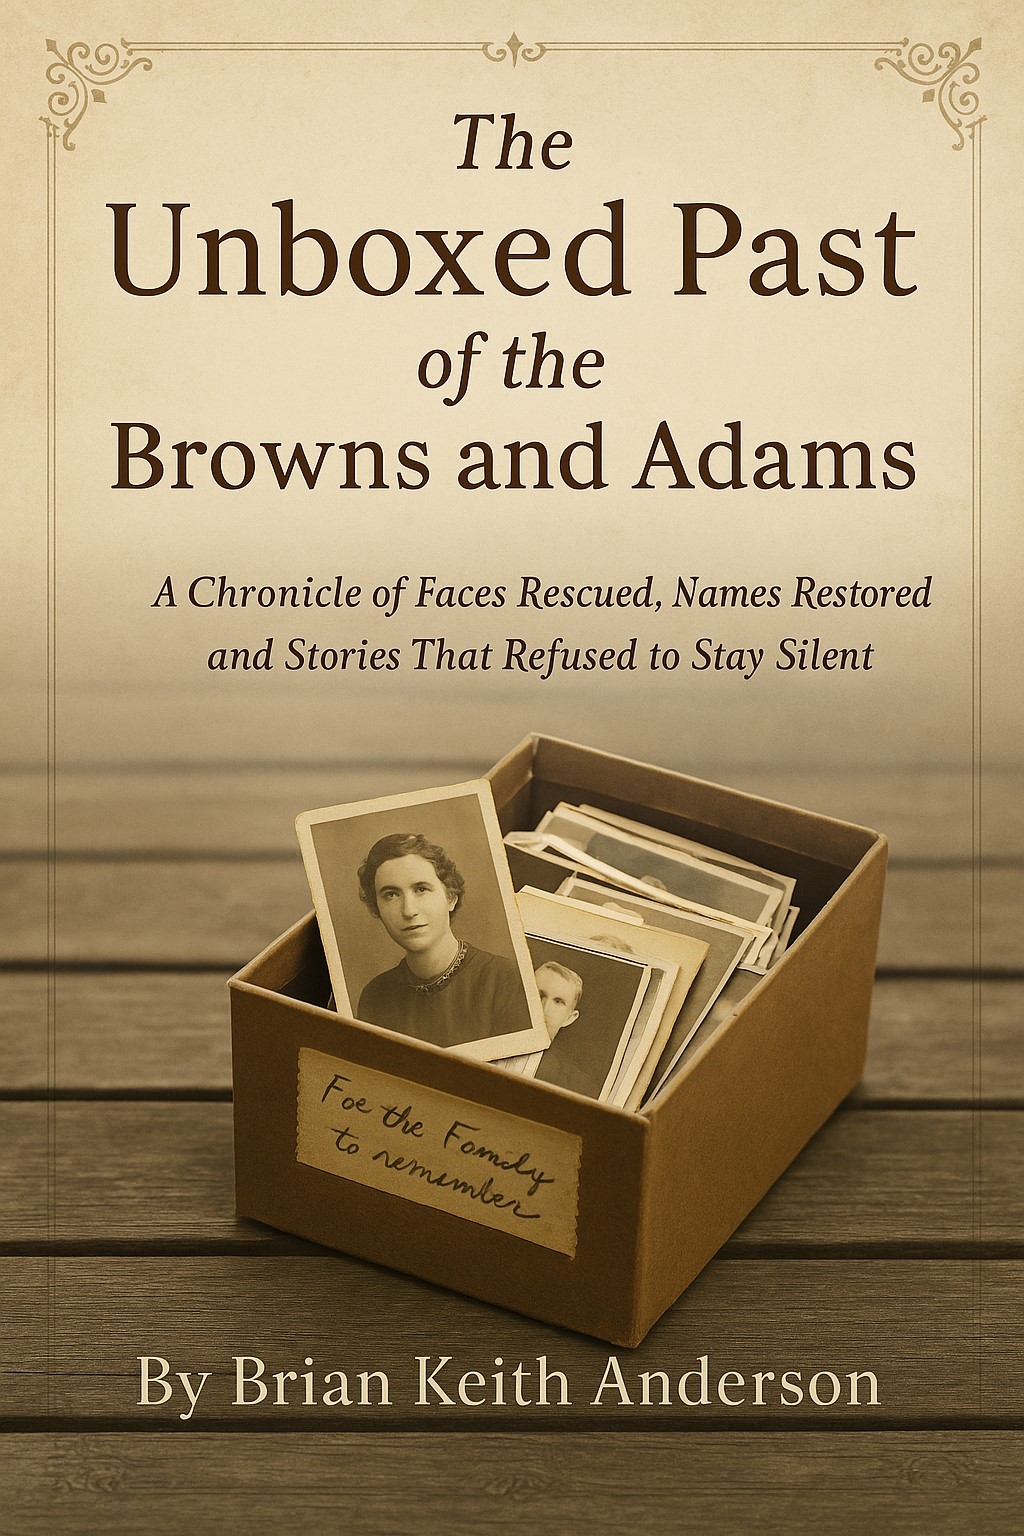 The
Unboxed Past
of the
Browns and Adams
A Chronicle of Faces Rescued, Names Restored
and Stories That Refused to Stay Silent
Foe the Family
to remember
By Brian Keith Anderson